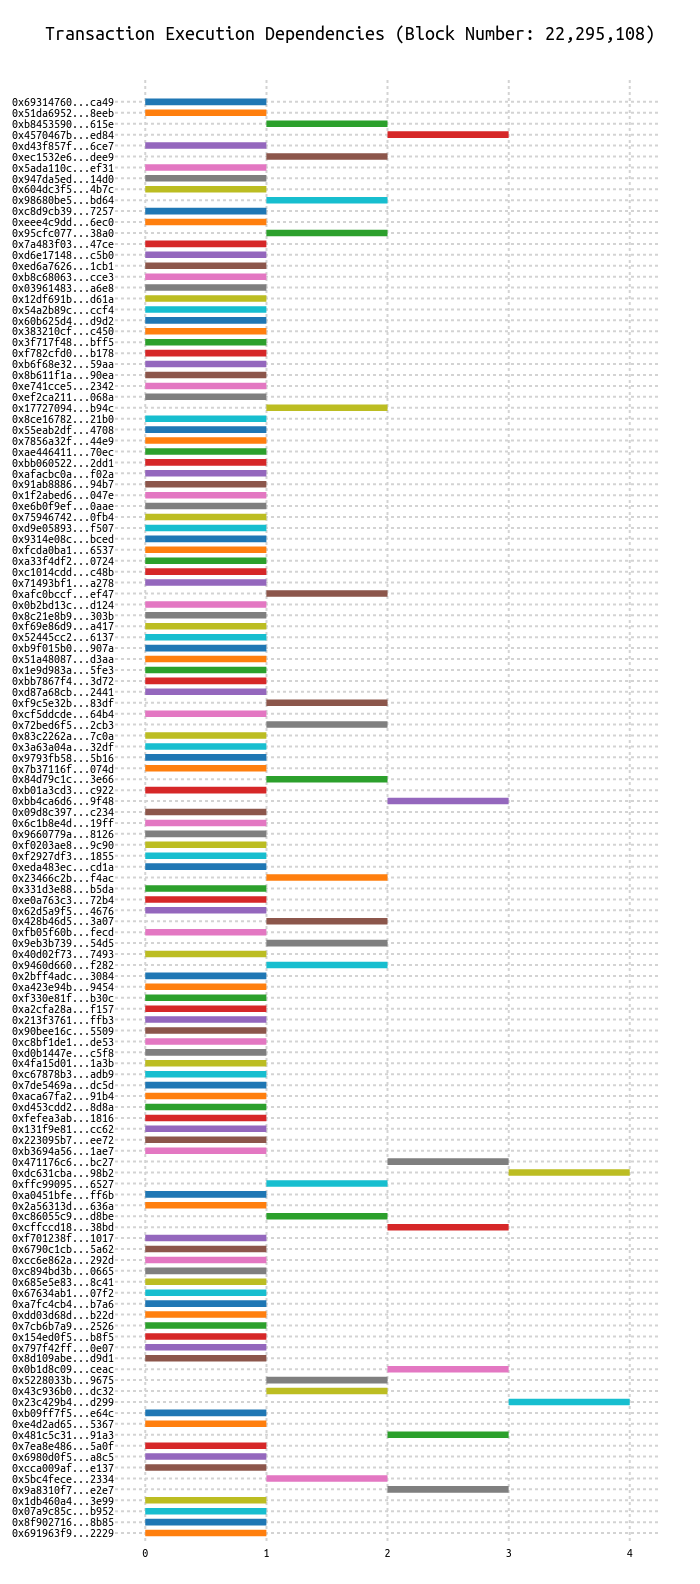 Transaction Execution Dependencies (Block Number: 22,295,108)
0x69314760...ca49
0x51da6952...8eeb
0xb8453590...615e
0x4570467b...ed84
0xd43f857f...6ce7
0xec1532e6...dee9
0x5ada110c...ef31
0x947da5ed...14d0
0x604dc3f5...4b7c
0x98680be5...bd64
0xc8d9cb39...7257
0xeee4c9dd...6ec0
0x95cfc077...38a0
0x7a483f03...47ce
0xd6e17148...c5b0
0xed6a7626...1cb1
0xb8c68063...cce3
0x03961483...a6e8
0x12df691b...d61a
0x54a2b89c...ccf4
0x60b625d4...d9d2
0x383210cf...c450
0x3f717f48...bff5
0xf782cfd0...b178
0xb6f68e32...59aa
0x8b611f1a...90ea
0xe741cce5...2342
0xef2ca211...068a
0x17727094...b94c
0x8ce16782...21b0
0x55eab2df...4708
0x7856a32f...44e9
0xae446411...70ec
0xbb060522...2dd1
0xafacbc0a...f02a
0x91ab8886...94b7
0x1f2abed6...047e
0xe6b0f9ef...0aae
0x75946742...0fb4
0xd9e05893...f507
0x9314e08c...bced
0xfcda0ba1...6537
0xa33f4df2...0724
0xc1014cdd...c48b
0x71493bf1...a278
0xafc0bccf...ef47
0x0b2bd13c...d124
0x8c21e8b9...303b
0xf69e86d9...a417
0x52445cc2...6137
0xb9f015b0...907a
0x51a48087...d3aa
0x1e9d983a...5fe3
0xbb7867f4...3d72
0xd87a68cb...2441
0xf9c5e32b...83df
0xcf5ddcde...64b4
0x72bed6f5...2cb3
0x83c2262a...7c0a
0x3a63a04a...32df
0x9793fb58...5b16
0x7b37116f...074d
0x84d79c1c...3e66
0xb01a3cd3...c922
0xbb4ca6d6...9f48
0x09d8c397...c234
0x6c1b8e4d...19ff
0x9660779a...8126
0xf0203ae8...9c90
0xf2927df3...1855
0xeda483ec...cd1a
0x23466c2b...f4ac
0x331d3e88...b5da
0xe0a763c3...72b4
0x62d5a9f5...4676
0x428b46d5...3a07
0xfb05f60b...fecd
0x9eb3b739...54d5
0x40d02f73...7493
0x9460d660...f282
0x2bff4adc...3084
0xa423e94b...9454
0xf330e81f...b30c
0xa2cfa28a...f157
0x213f3761...ffb3
0x90bee16c...5509
0xc8bf1de1...de53
0xd0b1447e...c5f8
0x4fa15d01...1a3b
0xc67878b3...adb9
0x7de5469a...dc5d
0xaca67fa2...91b4
0xd453cdd2...8d8a
0xfefea3ab...1816
0x131f9e81...cc62
0x223095b7...ee72
0xb3694a56...1ae7
0x471176c6...bc27
0xdc631cba...98b2
0xffc99095...6527
0xa0451bfe...ff6b
0x2a56313d...636a
0xc86055c9...d8be
0xcffccd18...38bd
0xf701238f...1017
0x6790c1cb...5a62
0xcc6e862a...292d
0xc894bd3b...0665
0x685e5e83...8c41
0x67634ab1...07f2
0xa7fc4cb4...b7a6
0xdd03d68d...b22d
0x7cb6b7a9...2526
0x154ed0f5...b8f5
0x797f42ff...0e07
0x8d109abe...d9d1
0x0b1d8c09...ceac
0x5228033b...9675
0x43c936b0...dc32
0x23c429b4...d299
0xb09ff7f5...e64c
0xe4d2ad65...5367
0x481c5c31...91a3
0x7ea8e486...5a0f
0x6980d0f5...a8c5
0xcca009af...e137
0x5bc4fece...2334
0x9a8310f7...e2e7
0x1db460a4...3e99
0x07a9c85c...b952
0x8f902716...8b85
0x691963f9...2229
0 1 2 3 4